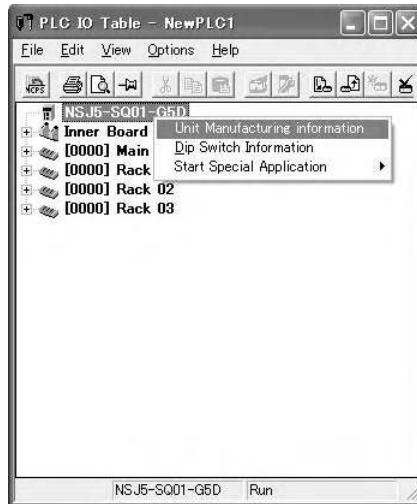 PLC IO Table - NewPLC1
File Edit View Options Help
NCPS
NSJ5-SQ01-G5D
Inner Board
Unit Manufacturing information
[0000] Main
Dip Switch Information
[0000] Rack
Start Special Application
[0000] Rack 02
[0000] Rack 03
NSJ5-SQ01-G5D Run